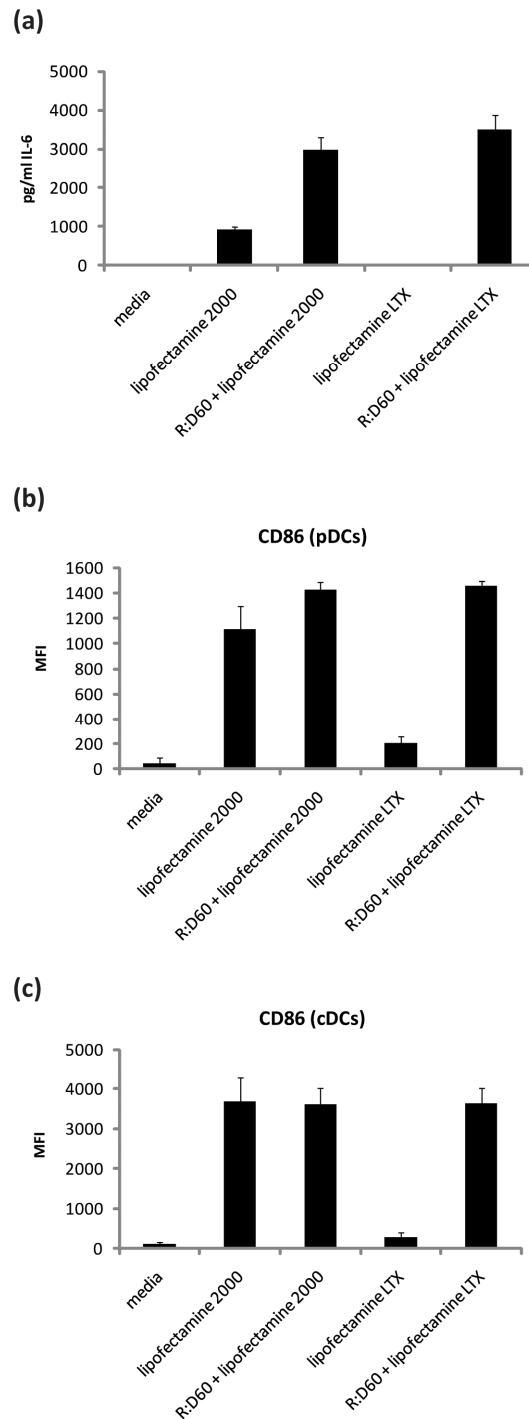 (a)
pg/ml IL-6
5000
4000
3000
2000
1000
0
media
lipofectamine 2000
R:D60 + lipofectamine 2000
lipofectamine LTX
R:D60 + lipofectamine LTX
(b)
CD86 (pDCs)
MFI
1600
1400
1200
1000
800
600
400
200
0
media
lipofectamine 2000
R:D60 + lipofectamine 2000
lipofectamine LTX
R:D60 + lipofectamine LTX
(c)
CD86 (cDCs)
MFI
5000
4000
3000
2000
1000
0
media
lipofectamine 2000
R:D60 + lipofectamine 2000
lipofectamine LTX
R:D60 + lipofectamine LTX